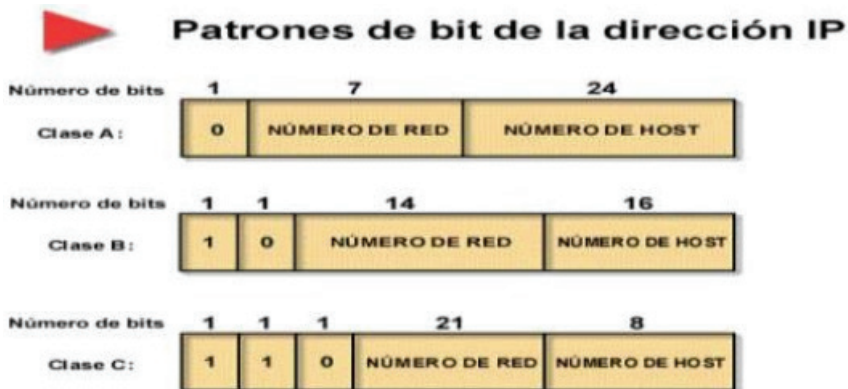 Patrones de bit de la dirección IP
Número de bits 1 7 24
Clase A: 0 NÚMERO DE RED NÚMERO DE HOST
Número de bits 1 1 14 16
Clase B: 1 0 NÚMERO DE RED NÚMERO DE HOST
Número de bits 1 1 1 21 8
Clase C: 1 1 0 NÚMERO DE RED NÚMERO DE HOST